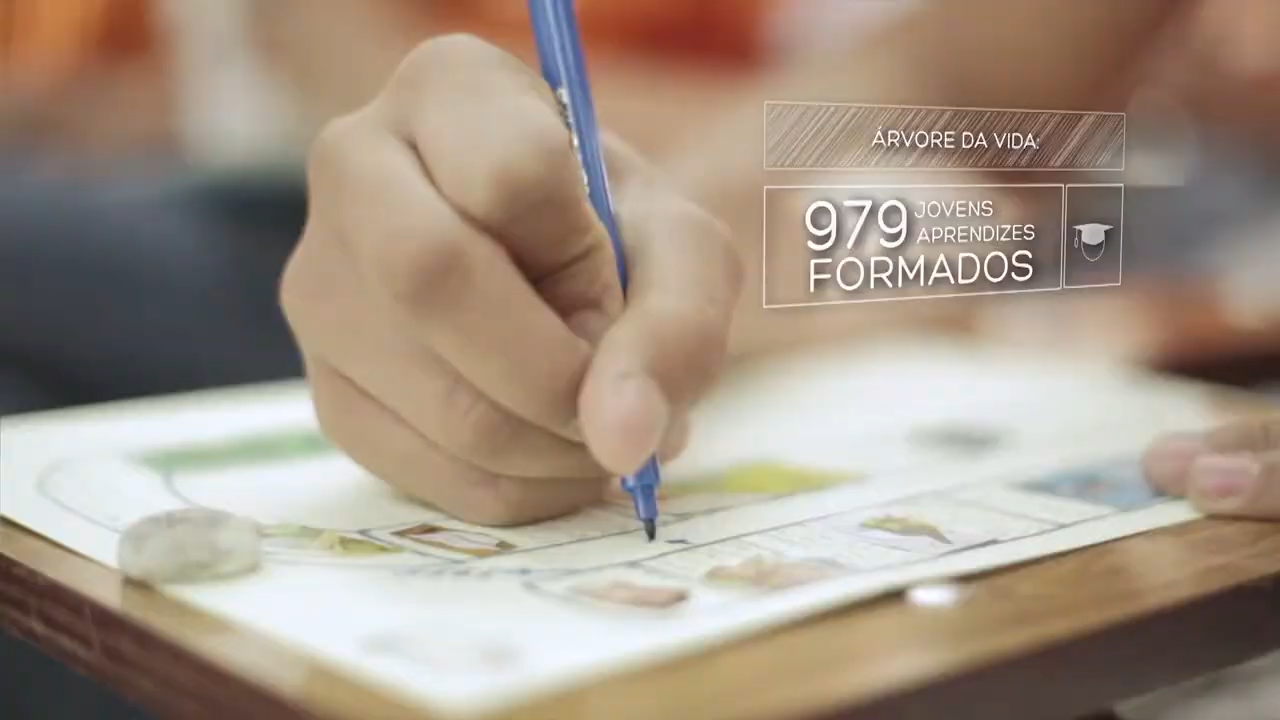 ÁRVORE DA VIDA:
979 JOVENS
APRENDIZES
FORMADOS